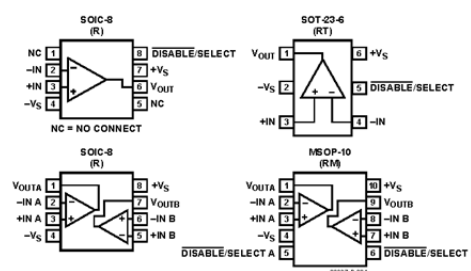 SOIC-8
(R)
NC 1
8 DISABLE/SELECT
–IN 2
7 +VS
+IN 3
6 VOUT
–VS 4
5 NC
NC = NO CONNECT
SOT-23-6
(RT)
VOUT 1
6 +VS
–VS 2
5 DISABLE/SELECT
+IN 3
4 –IN
SOIC-8
(R)
VOUTA 1
8 +VS
–IN A 2
7 VOUTB
+IN A 3
6 –IN B
–VS 4
5 +IN B
MSOP-10
(RM)
VOUTA 1
10 +VS
–IN A 2
9 VOUTB
+IN A 3
8 –IN B
–VS 4
7 +IN B
DISABLE/SELECT A 5
6 DISABLE/SELECT